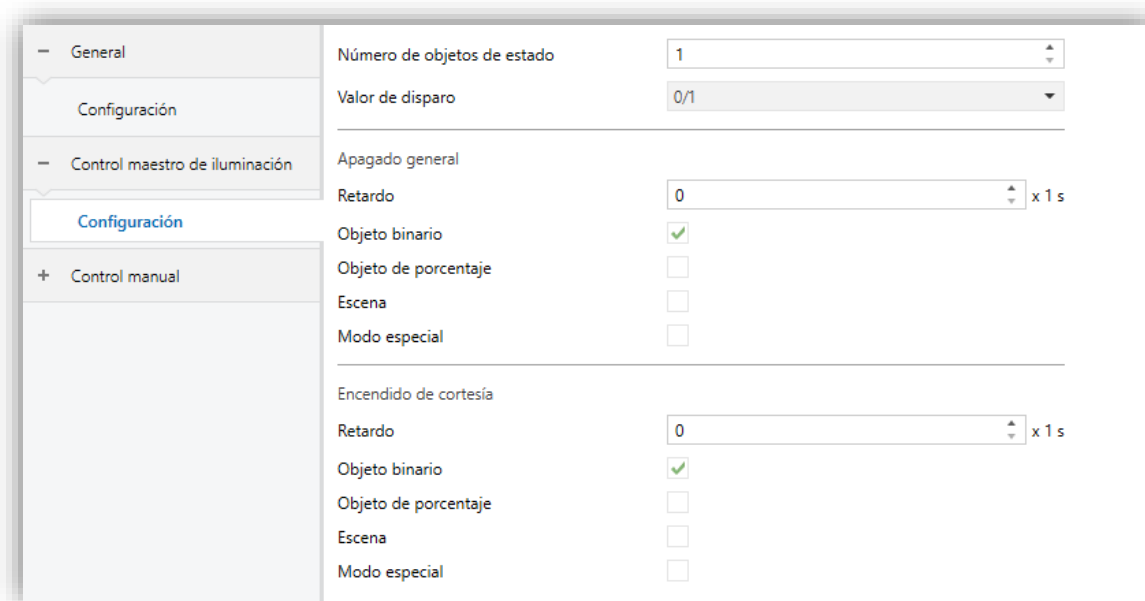 General
Configuración
Control maestro de iluminación
Configuración
Control manual
Número de objetos de estado 1
Valor de disparo 0/1
Apagado general
Retardo 0 x 1 s
Objeto binario
Objeto de porcentaje
Escena
Modo especial
Encendido de cortesía
Retardo 0 x 1 s
Objeto binario
Objeto de porcentaje
Escena
Modo especial